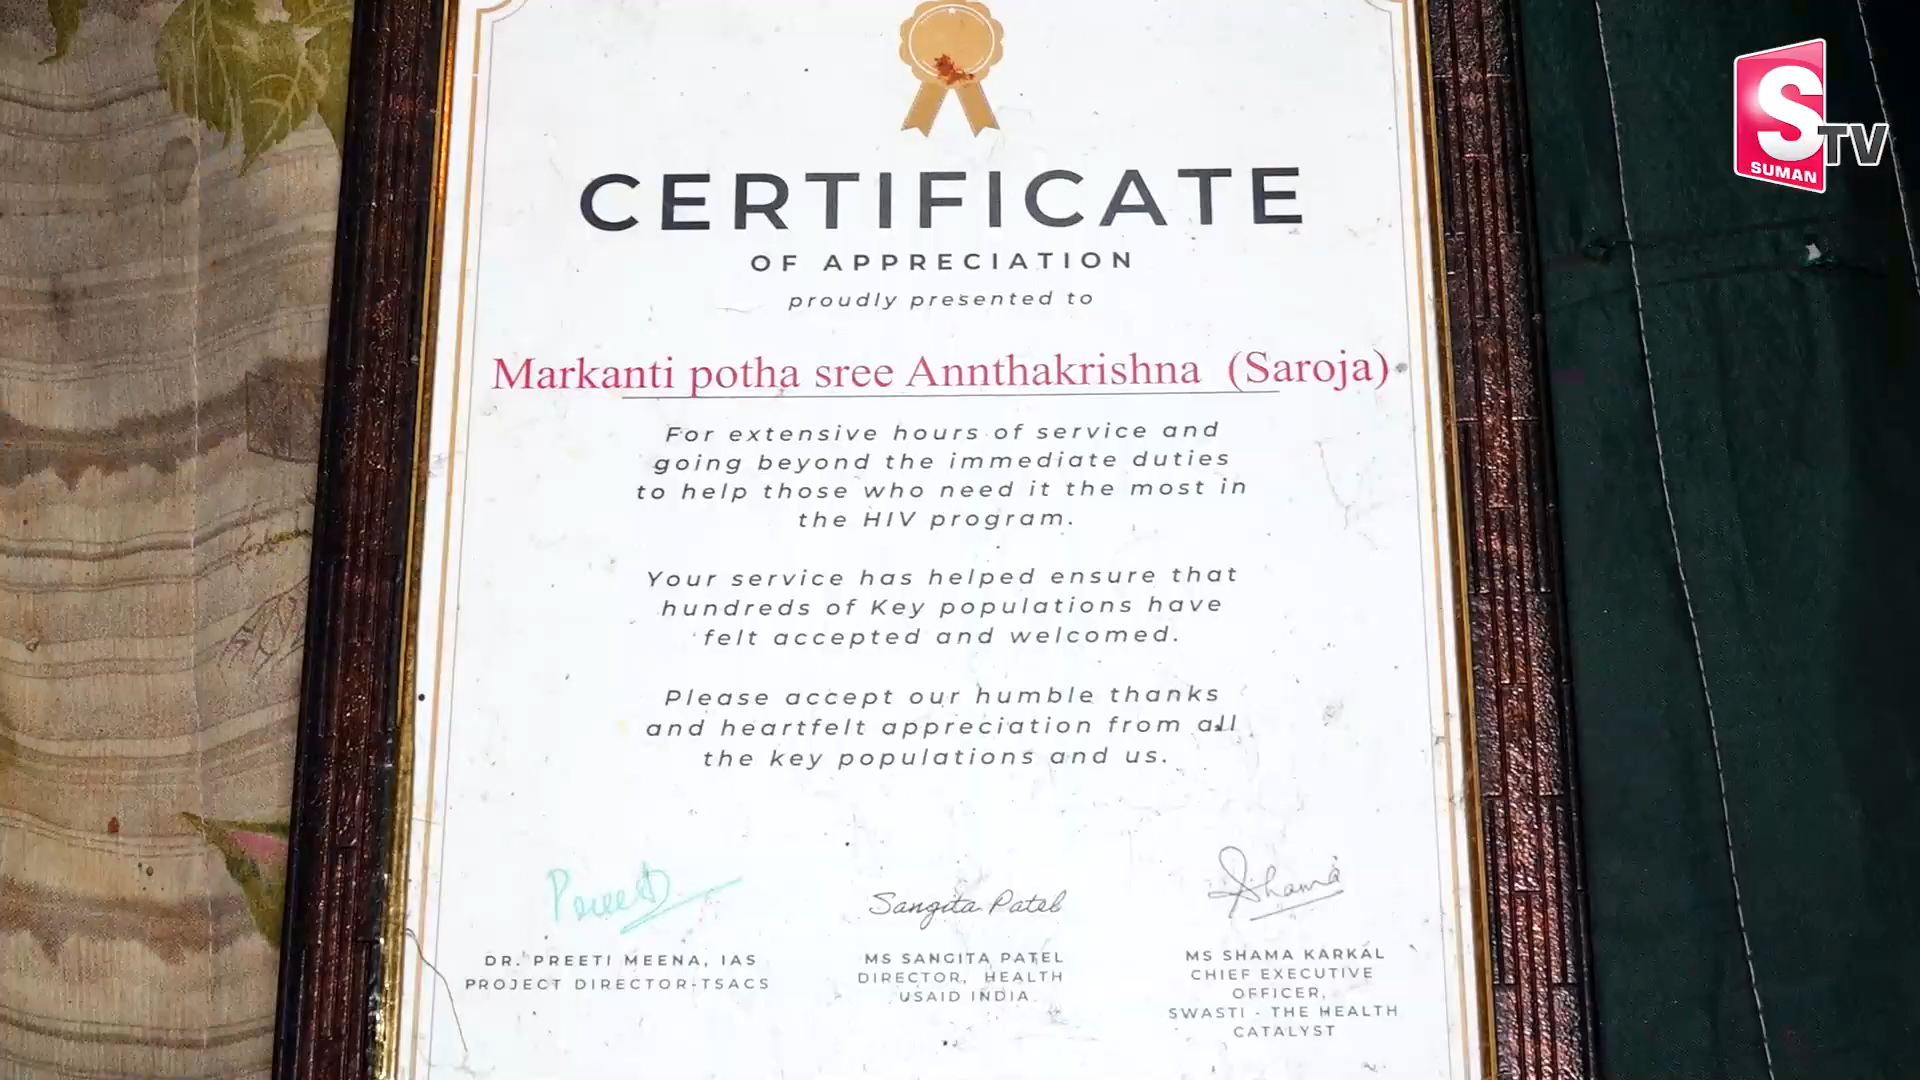 CERTIFICATE
OF APPRECIATION
proudly presented to
Markanti potha sree Annthakrishna (Saroja)
For extensive hours of service and
going beyond the immediate duties
to help those who need it the most in
the HIV program.
Your service has helped ensure that
hundreds of Key populations have
felt accepted and welcomed.
Please accept our humble thanks
and heartfelt appreciation from all
the key populations and us.
Preeti
Sangita Patel
Shama
DR. PREETI MEENA, IAS
PROJECT DIRECTOR-TSACS
MS SANGITA PATEL
DIRECTOR, HEALTH
USAID INDIA.
MS SHAMA KARKAL
CHIEF EXECUTIVE
OFFICER,
SWASTI - THE HEALTH
CATALYST
S TV
SUMAN